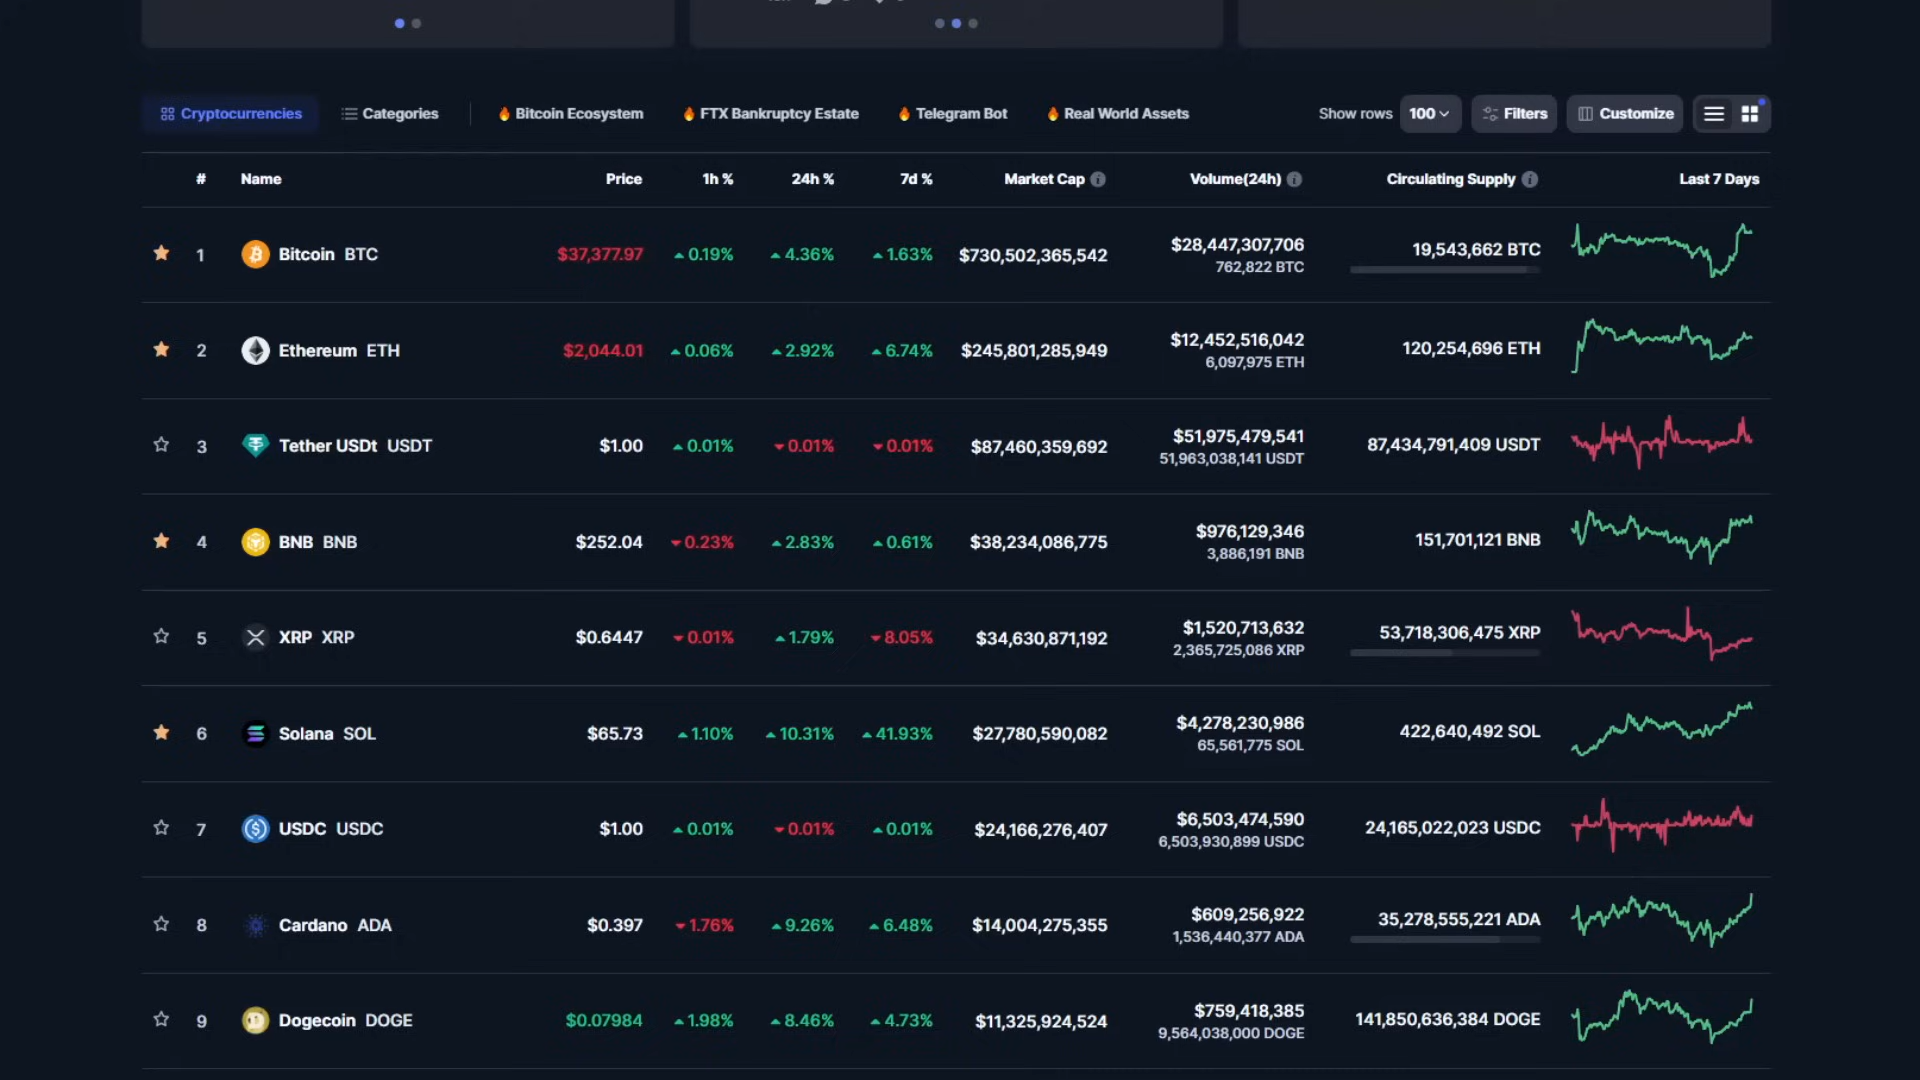 Cryptocurrencies Categories Bitcoin Ecosystem FTX Bankruptcy Estate Telegram Bot Real World Assets Show rows 100 Filters Customize
# Name Price 1h % 24h % 7d % Market Cap Volume(24h) Circulating Supply Last 7 Days
1 Bitcoin BTC $37,377.97 0.19% 4.36% 1.63% $730,502,365,542 $28,447,307,706 19,543,662 BTC
762,822 BTC
2 Ethereum ETH $2,044.01 0.06% 2.92% 6.74% $245,801,285,949 $12,452,516,042 120,254,696 ETH
6,097,975 ETH
3 Tether USDt USDT $1.00 0.01% 0.01% 0.01% $87,460,359,692 $51,975,479,541 87,434,791,409 USDT
51,963,038,141 USDT
4 BNB BNB $252.04 0.23% 2.83% 0.61% $38,234,086,775 $976,129,346 151,701,121 BNB
3,886,191 BNB
5 XRP XRP $0.6447 0.01% 1.79% 8.05% $34,630,871,192 $1,520,713,632 53,718,306,475 XRP
2,365,725,086 XRP
6 Solana SOL $65.73 1.10% 10.31% 41.93% $27,780,590,082 $4,278,230,986 422,640,492 SOL
65,561,775 SOL
7 USDC USDC $1.00 0.01% 0.01% 0.01% $24,166,276,407 $6,503,474,590 24,165,022,023 USDC
6,503,930,899 USDC
8 Cardano ADA $0.397 1.76% 9.26% 6.48% $14,004,275,355 $609,256,922 35,278,555,221 ADA
1,536,440,377 ADA
9 Dogecoin DOGE $0.07984 1.98% 8.46% 4.73% $11,325,924,524 $759,418,385 141,850,636,384 DOGE
9,564,038,000 DOGE